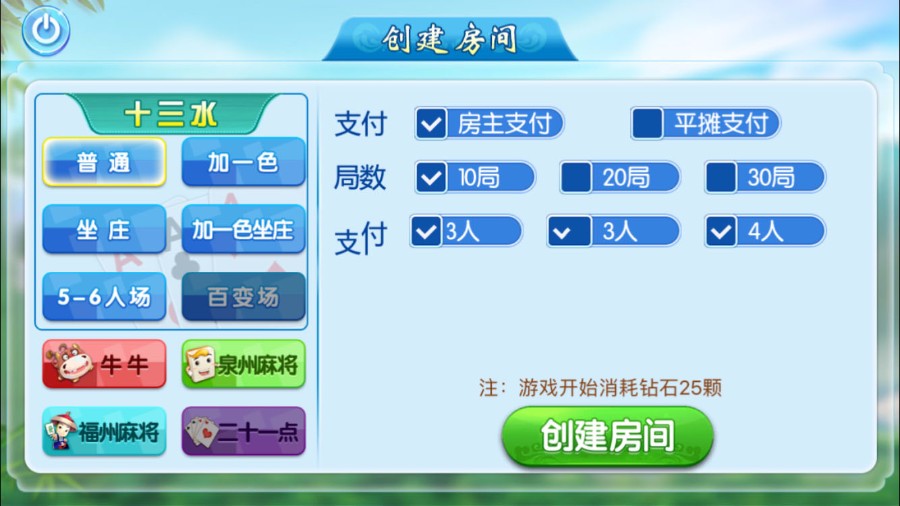 创建房间
十三水
普通 加一色
坐庄 加一色坐庄
5-6人场 百变场
牛牛 泉州麻将
福州麻将 二十一点
支付 房主支付 平摊支付
局数 10局 20局 30局
支付 3人 3人 4人
注：游戏开始消耗钻石25颗
创建房间